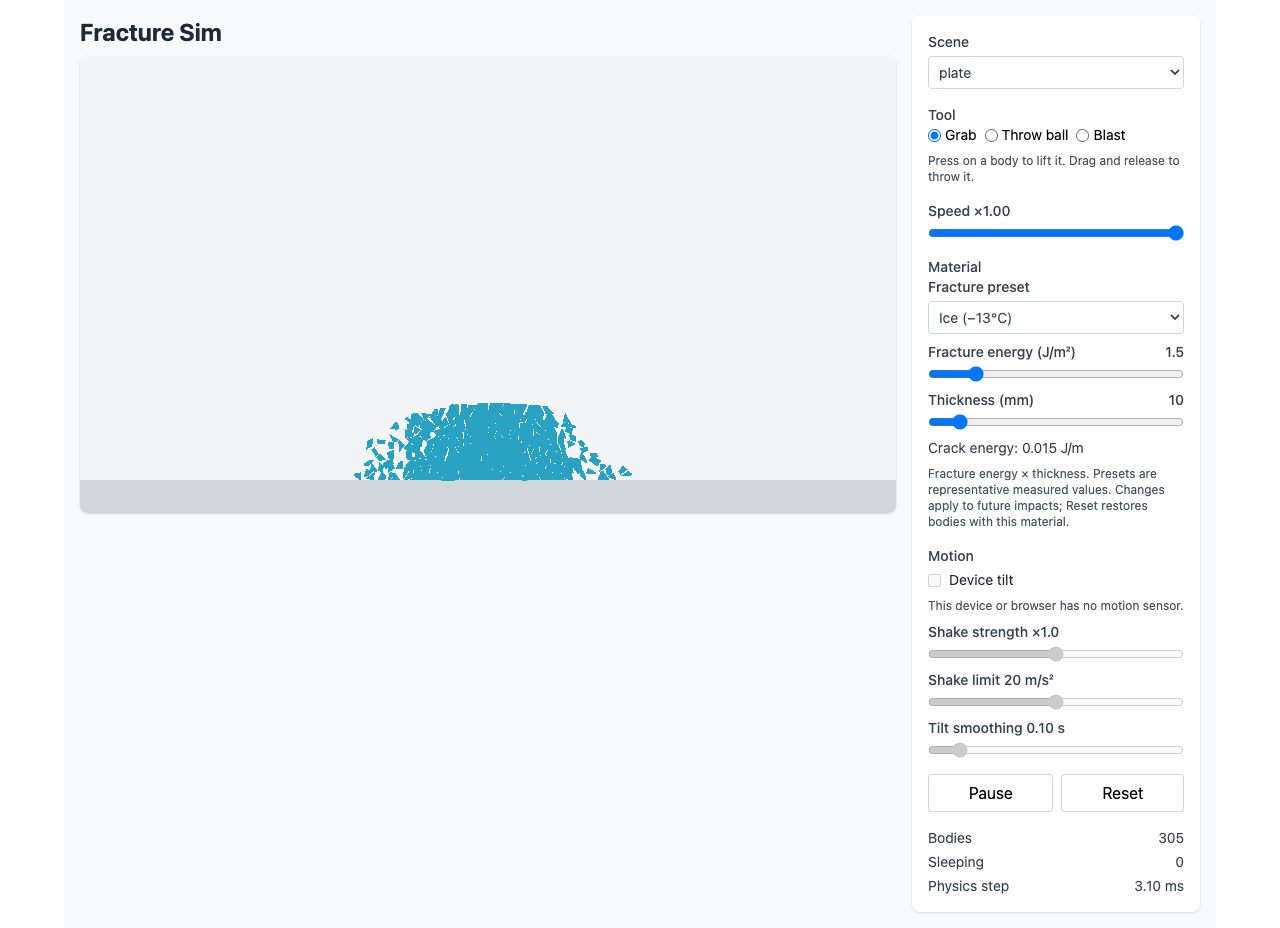 Fracture Sim
Scene
plate
Tool
Grab Throw ball Blast
Press on a body to lift it. Drag and release to
throw it.
Speed ×1.00
Material
Fracture preset
Ice (−13°C)
Fracture energy (J/m²) 1.5
Thickness (mm) 10
Crack energy: 0.015 J/m
Fracture energy × thickness. Presets are
representative measured values. Changes
apply to future impacts; Reset restores
bodies with this material.
Motion
Device tilt
This device or browser has no motion sensor.
Shake strength ×1.0
Shake limit 20 m/s²
Tilt smoothing 0.10 s
Pause Reset
Bodies 305
Sleeping 0
Physics step 3.10 ms